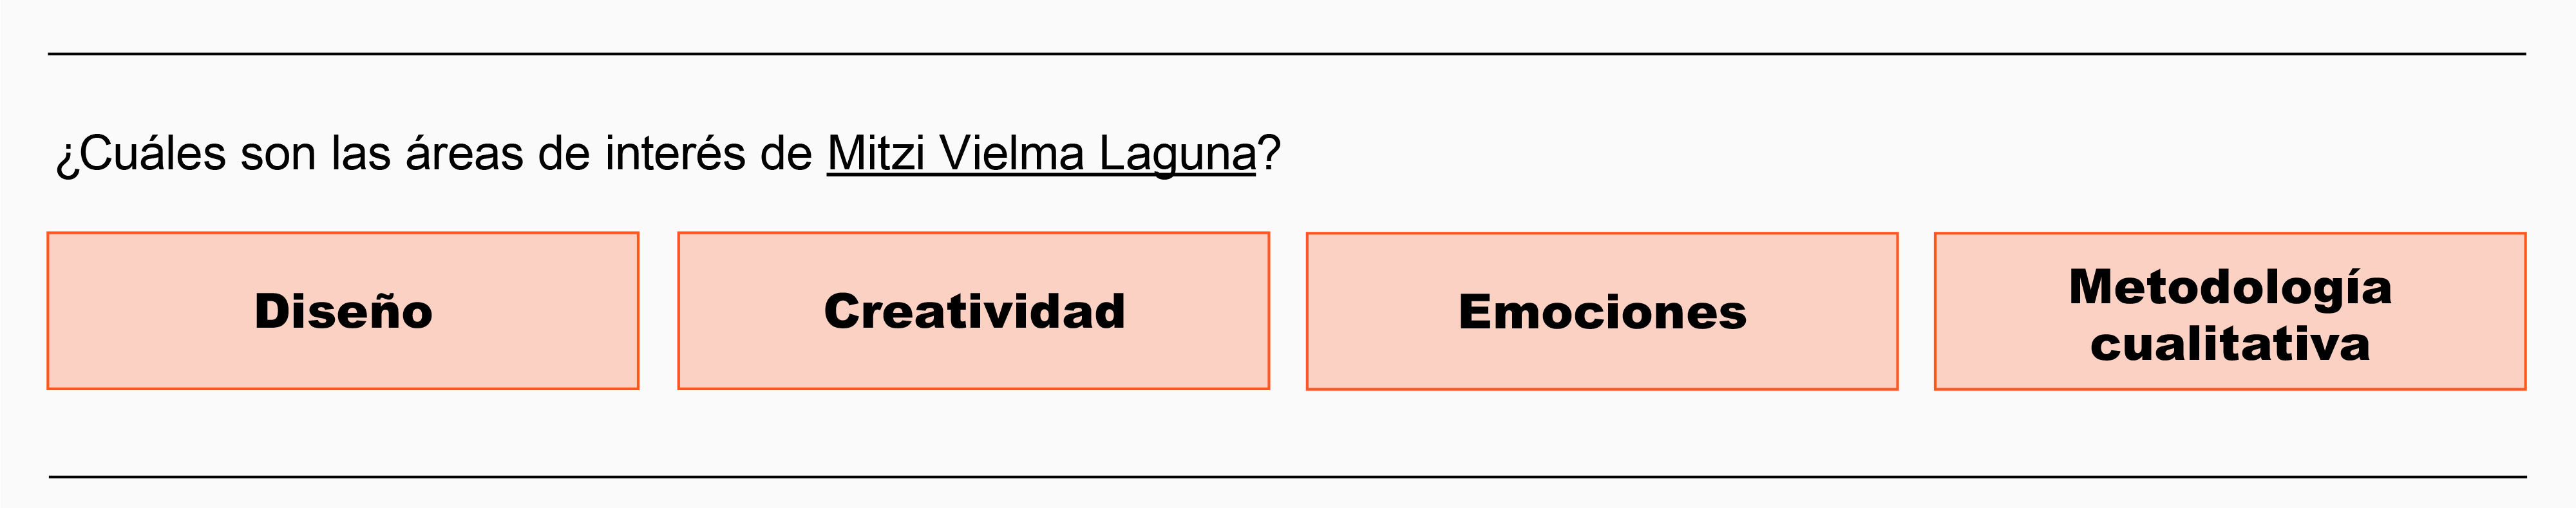 ¿Cuáles son las áreas de interés de Mitzi Vielma Laguna?
Diseño
Creatividad
Emociones
Metodología
cualitativa